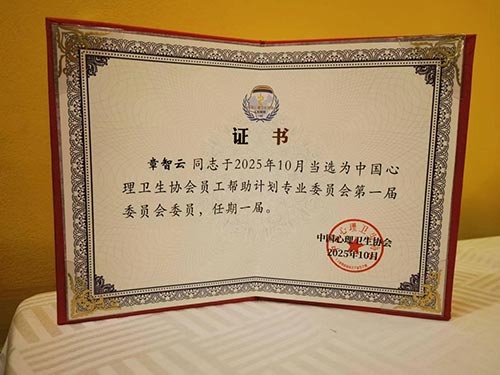 证书
章智云 同志于2025年10月当选为中国心
理卫生协会员工帮助计划专业委员会第一届
委员会委员，任期一届。
中国心理卫生协会
2025年10月